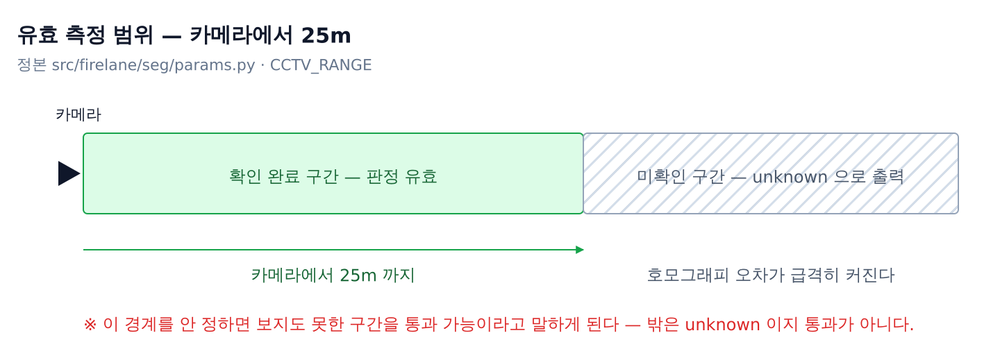 유효 측정 범위 — 카메라에서 25m
정본 src/firelane/seg/params.py · CCTV_RANGE
카메라
확인 완료 구간 — 판정 유효
미확인 구간 — unknown 으로 출력
카메라에서 25m 까지
호모그래피 오차가 급격히 커진다
※ 이 경계를 안 정하면 보지도 못한 구간을 통과 가능이라고 말하게 된다 — 밖은 unknown 이지 통과가 아니다.